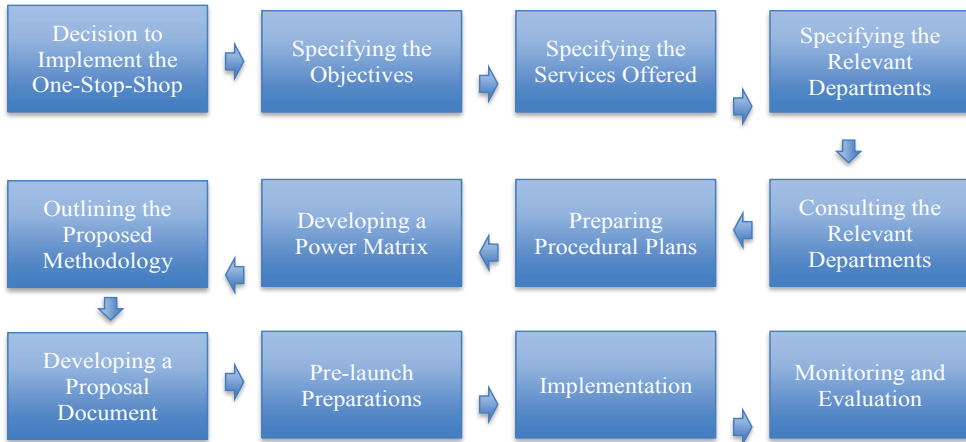 Decision to
Implement the
One-Stop-Shop
Specifying the
Objectives
Specifying the
Services Offered
Specifying the
Relevant
Departments
Consulting the
Relevant
Departments
Preparing
Procedural Plans
Developing a
Power Matrix
Outlining the
Proposed
Methodology
Developing a
Proposal
Document
Pre-launch
Preparations
Implementation
Monitoring and
Evaluation